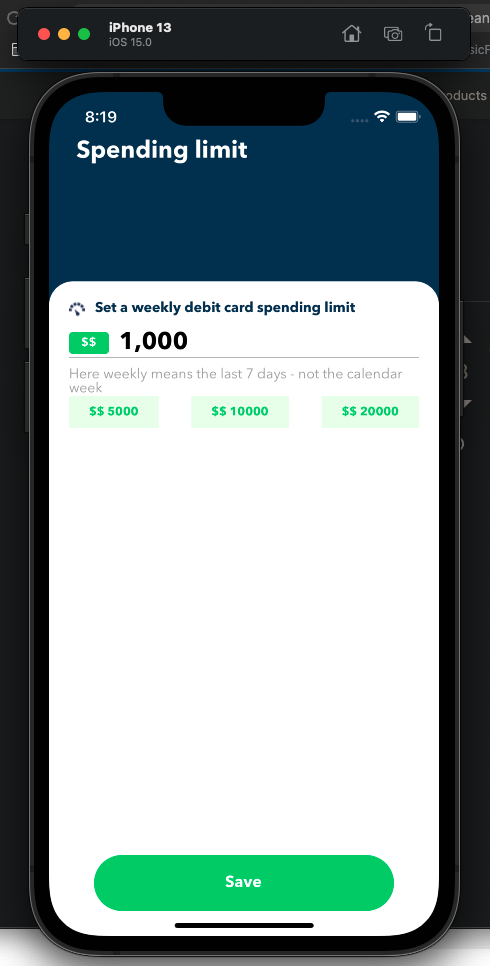 iPhone 13
iOS 15.0
oducts
8:19
Spending limit
Set a weekly debit card spending limit
$$ 1,000
Here weekly means the last 7 days - not the calendar
week
$$ 5000 $$ 10000 $$ 20000
Save